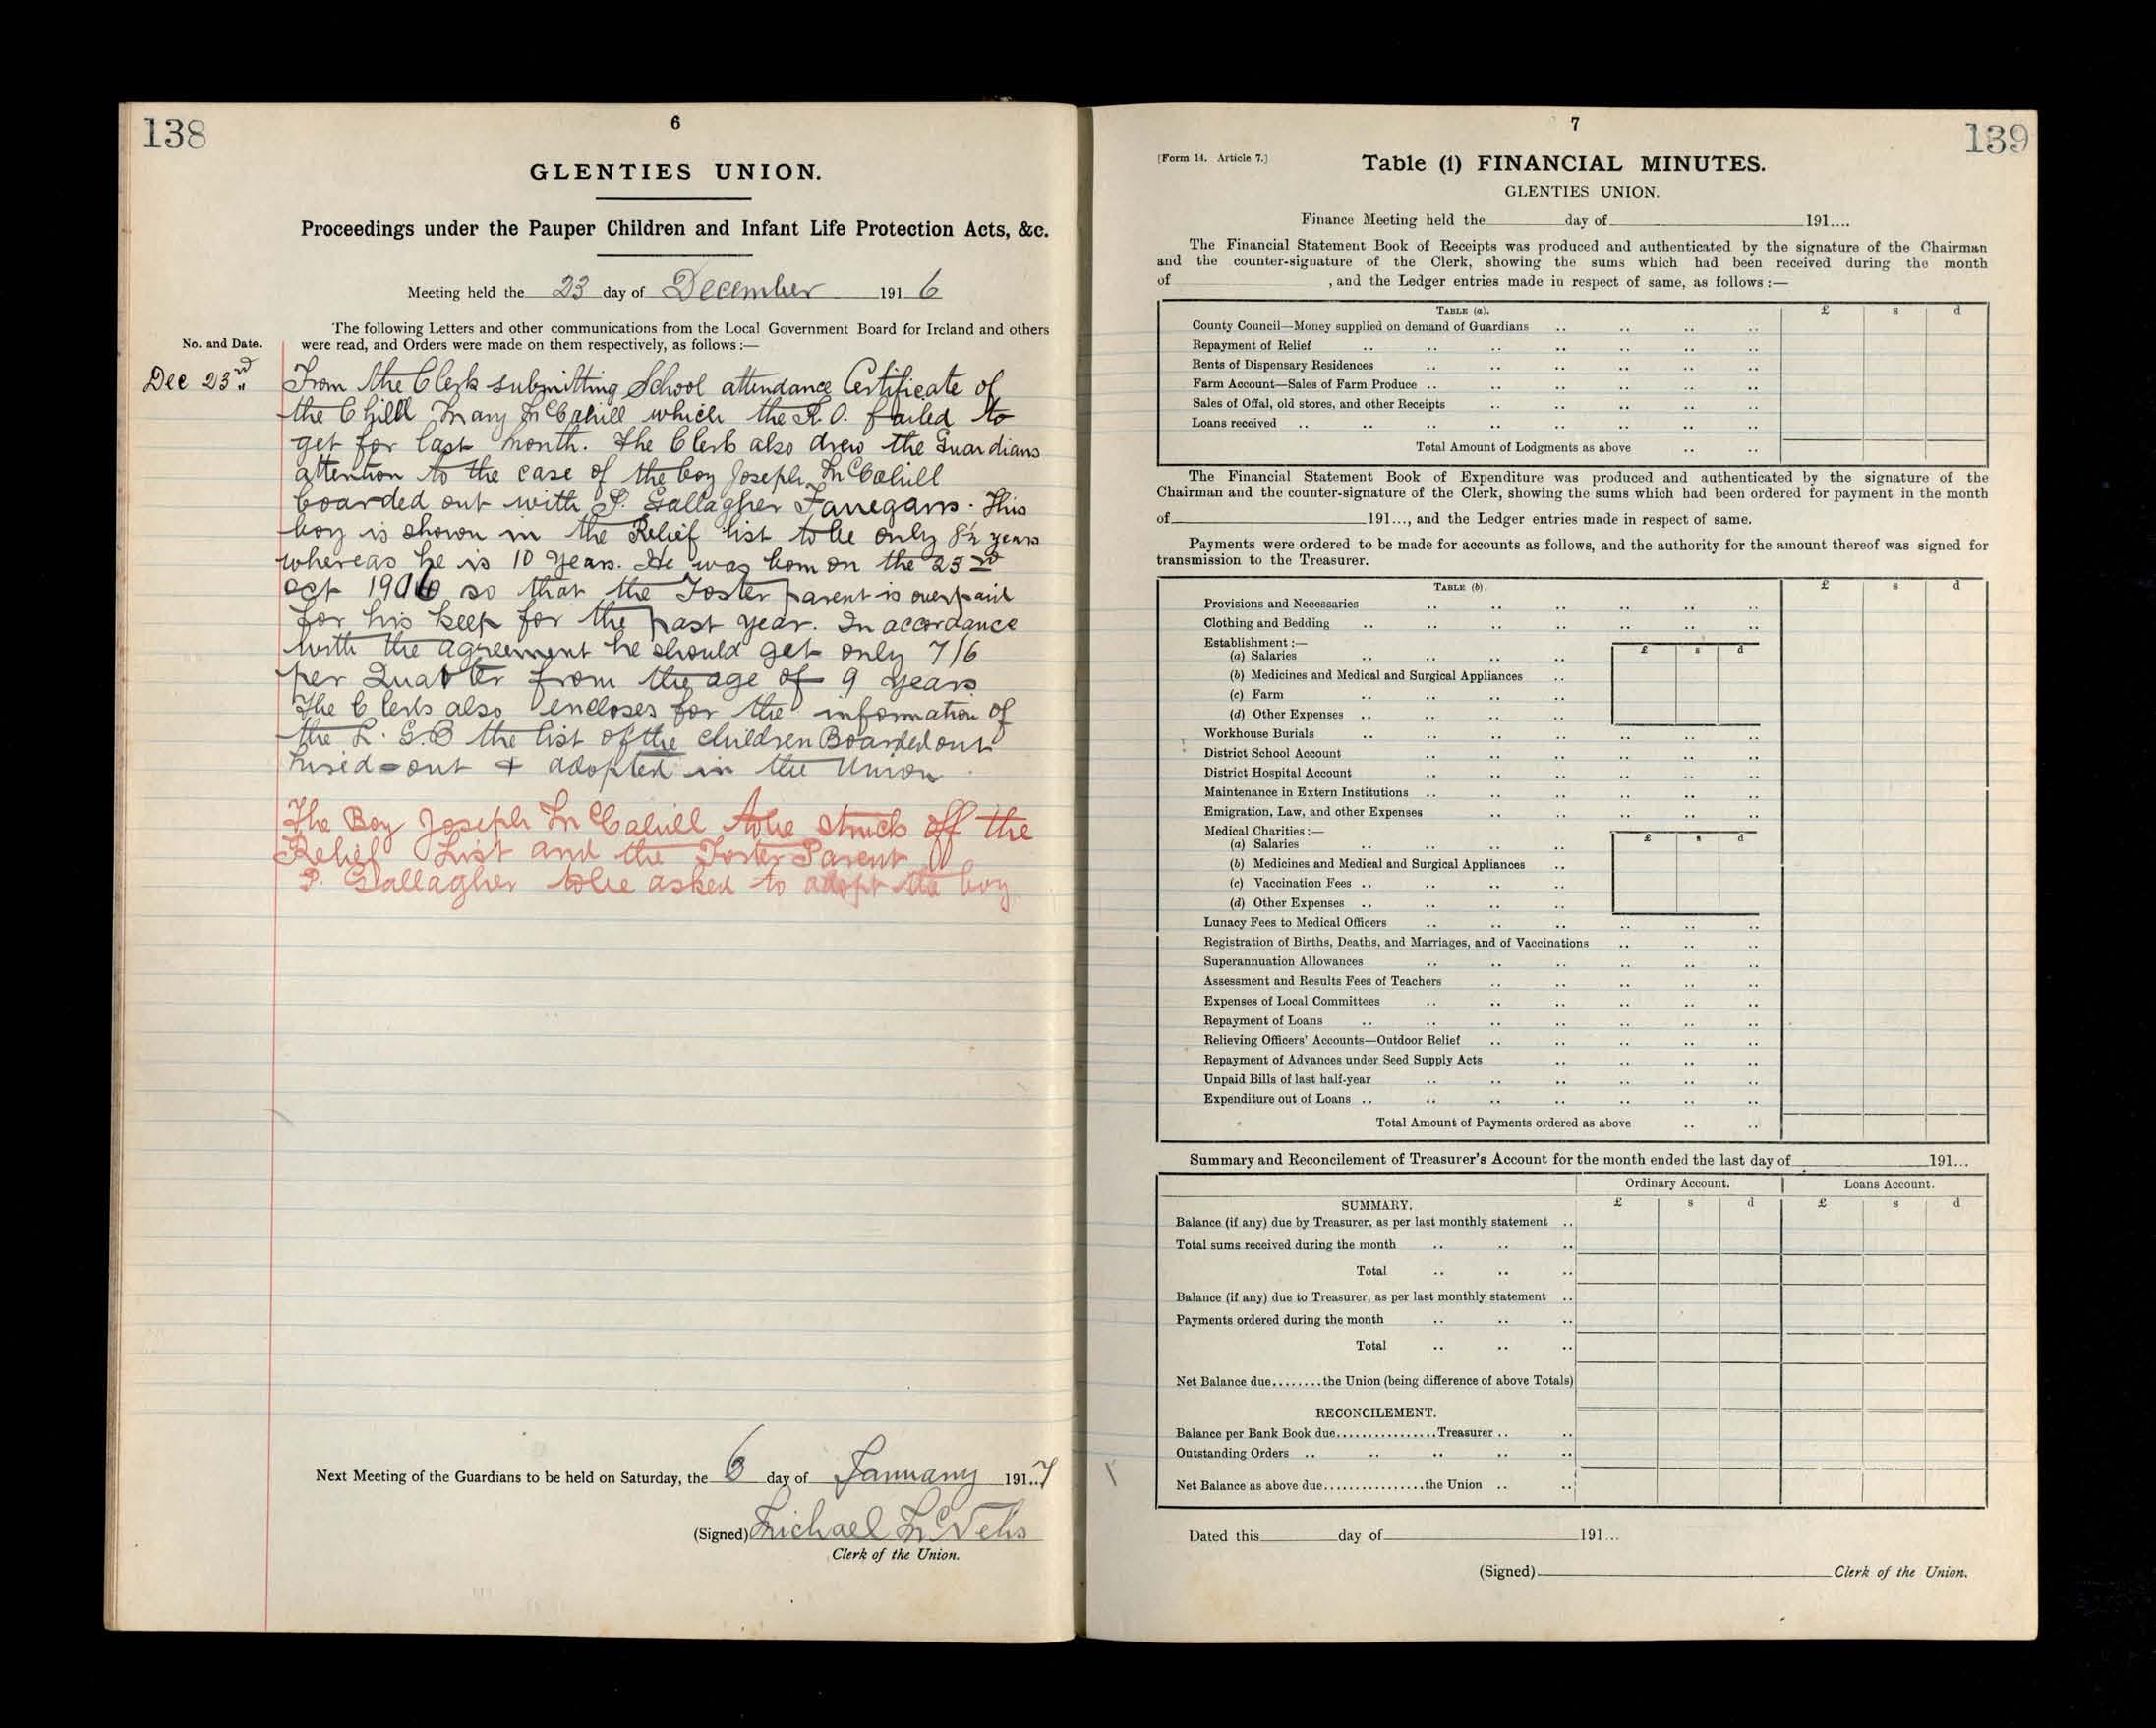 138
6
GLENTIES UNION.
Proceedings under the Pauper Children and Infant Life Protection Acts, &c.
Meeting held the 23 day of December 1916
The following Letters and other communications from the Local Government Board for Ireland and others
No. and Date. were read, and Orders were made on them respectively, as follows :—
Dec 23rd From the Clerk submitting School attendance Certificate of
the Child Mary McCahill which the R.O. failed to
get for last month. The Clerk also drew the Guardians
attention to the case of the boy Joseph McCahill
boarded out with P. Gallagher Fanegans. This
boy is shown in the Relief list to be only 8½ years
whereas he is 10 years. He was born on the 23rd
Oct 1906 so that the Foster parent is overpaid
for his keep for the past year. In accordance
with the agreement he should get only 7/6
per Quarter from the age of 9 years
The Clerk also encloses for the information of
the L.G.B the list of the children Boarded out
hired-out & adopted in the Union
The Boy Joseph McCahill to be struck off the
Relief List and the Foster Parent
P. Gallagher to be asked to adopt the boy
Next Meeting of the Guardians to be held on Saturday, the 6 day of January 191..7
(Signed) Michael McNelis
Clerk of the Union.
7
139
[Form 14. Article 7.]
Table (1) FINANCIAL MINUTES.
GLENTIES UNION.
Finance Meeting held the day of 191....
The Financial Statement Book of Receipts was produced and authenticated by the signature of the Chairman
and the counter-signature of the Clerk, showing the sums which had been received during the month
of , and the Ledger entries made in respect of same, as follows :—
TABLE (a). £ s d
County Council—Money supplied on demand of Guardians
Repayment of Relief
Rents of Dispensary Residences
Farm Account—Sales of Farm Produce
Sales of Offal, old stores, and other Receipts
Loans received
Total Amount of Lodgments as above
The Financial Statement Book of Expenditure was produced and authenticated by the signature of the
Chairman and the counter-signature of the Clerk, showing the sums which had been ordered for payment in the month
of 191..., and the Ledger entries made in respect of same.
Payments were ordered to be made for accounts as follows, and the authority for the amount thereof was signed for
transmission to the Treasurer.
TABLE (b). £ s d
Provisions and Necessaries
Clothing and Bedding
Establishment :— £ s d
(a) Salaries
(b) Medicines and Medical and Surgical Appliances
(c) Farm
(d) Other Expenses
Workhouse Burials
District School Account
District Hospital Account
Maintenance in Extern Institutions
Emigration, Law, and other Expenses
Medical Charities :— £ s d
(a) Salaries
(b) Medicines and Medical and Surgical Appliances
(c) Vaccination Fees
(d) Other Expenses
Lunacy Fees to Medical Officers
Registration of Births, Deaths, and Marriages, and of Vaccinations
Superannuation Allowances
Assessment and Results Fees of Teachers
Expenses of Local Committees
Repayment of Loans
Relieving Officers' Accounts—Outdoor Relief
Repayment of Advances under Seed Supply Acts
Unpaid Bills of last half-year
Expenditure out of Loans
Total Amount of Payments ordered as above
Summary and Reconcilement of Treasurer's Account for the month ended the last day of 191...
Ordinary Account. Loans Account.
SUMMARY. £ s d £ s d
Balance (if any) due by Treasurer, as per last monthly statement
Total sums received during the month
Total
Balance (if any) due to Treasurer, as per last monthly statement
Payments ordered during the month
Total
Net Balance due........the Union (being difference of above Totals)
RECONCILEMENT.
Balance per Bank Book due................Treasurer
Outstanding Orders
Net Balance as above due................the Union
Dated this day of 191...
(Signed) Clerk of the Union.